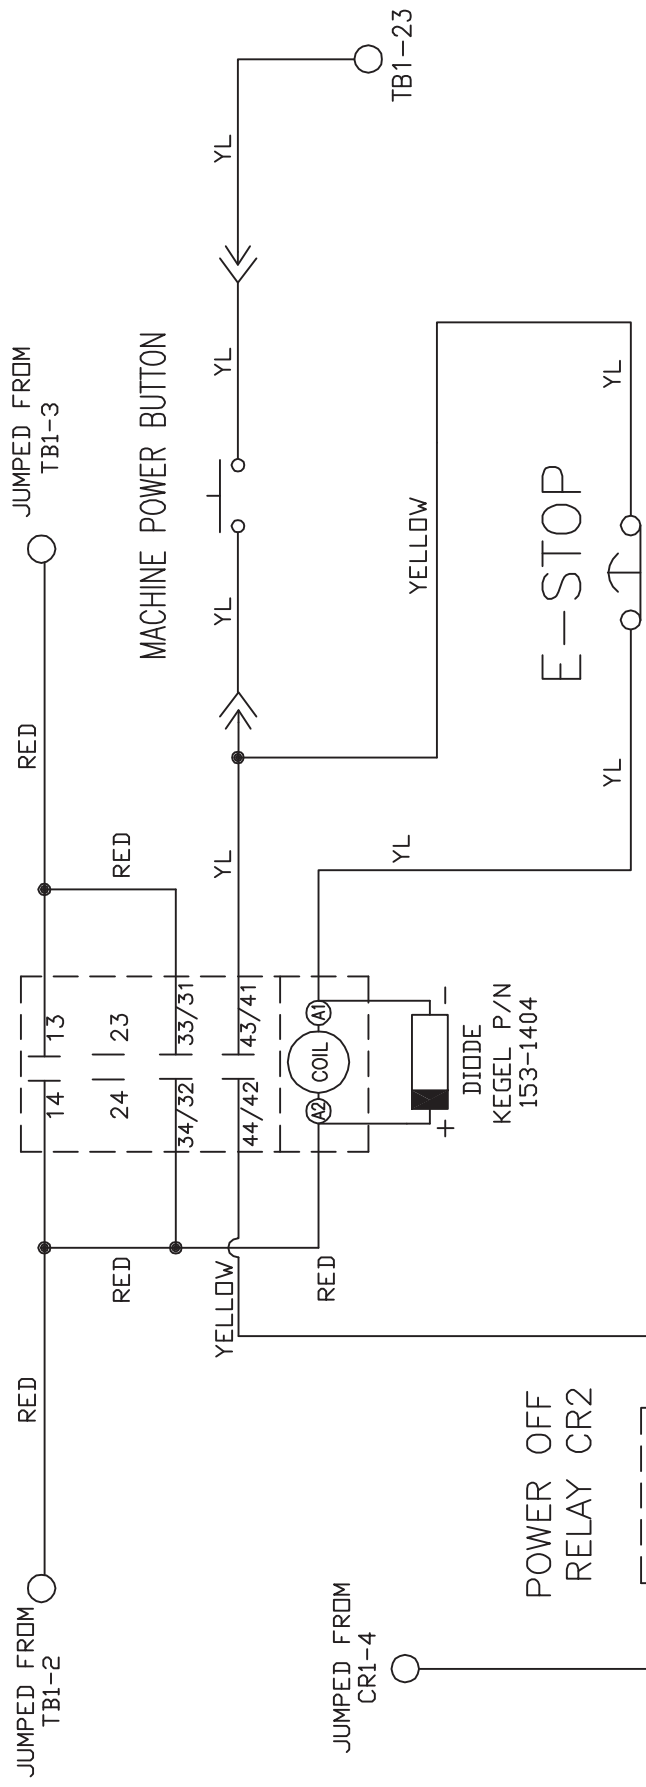 JUMPED FROM
TB1-2
RED
RED
14
13
RED
RED
JUMPED FROM
TB1-3
24
23
34/32
33/31
MACHINE POWER BUTTON
YELLOW
44/42
43/41
YL
YL
YL
YL
TB1-23
RED
A2
COIL
A1
YL
+
-
DIODE
KEGEL P/N
153-1404
YELLOW
JUMPED FROM
CR1-4
POWER OFF
RELAY CR2
E-STOP
YL
YL